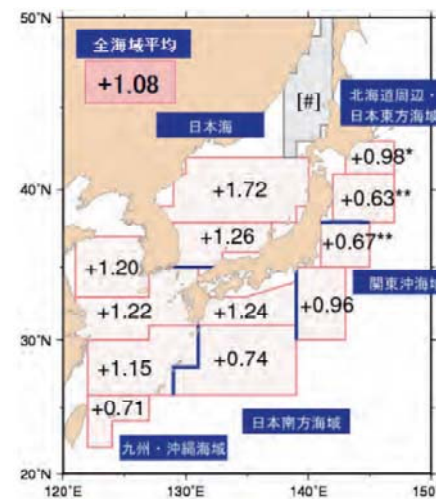 50°N
全海域平均
+1.08
[#]
北海道周辺・
日本東方海域
日本海
+0.98*
40°N
+1.72
+0.63**
+1.26
+0.67**
+1.20
関東沖海域
+1.22
+1.24
+0.96
30°N
+1.15
+0.74
+0.71
日本南方海域
九州・沖縄海域
20°N
120°E
130°E
140°E
150°